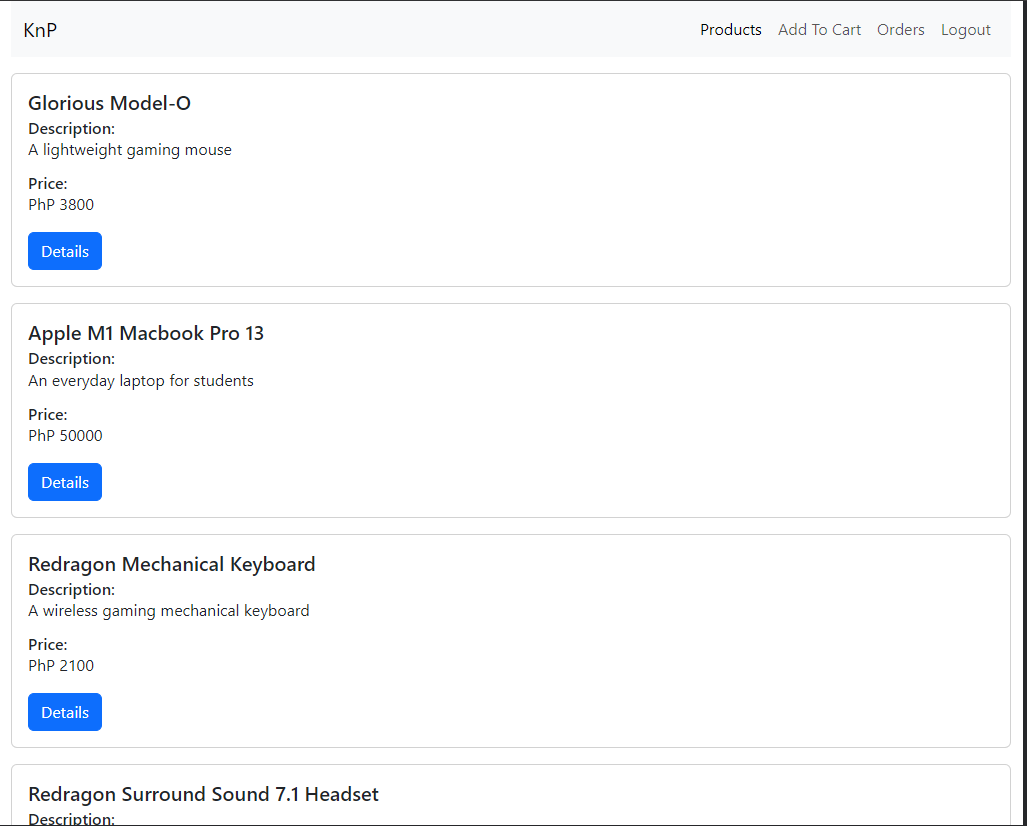 KnP
Products Add To Cart Orders Logout
Glorious Model-O
Description:
A lightweight gaming mouse
Price:
PhP 3800
Details
Apple M1 Macbook Pro 13
Description:
An everyday laptop for students
Price:
PhP 50000
Details
Redragon Mechanical Keyboard
Description:
A wireless gaming mechanical keyboard
Price:
PhP 2100
Details
Redragon Surround Sound 7.1 Headset
Description: